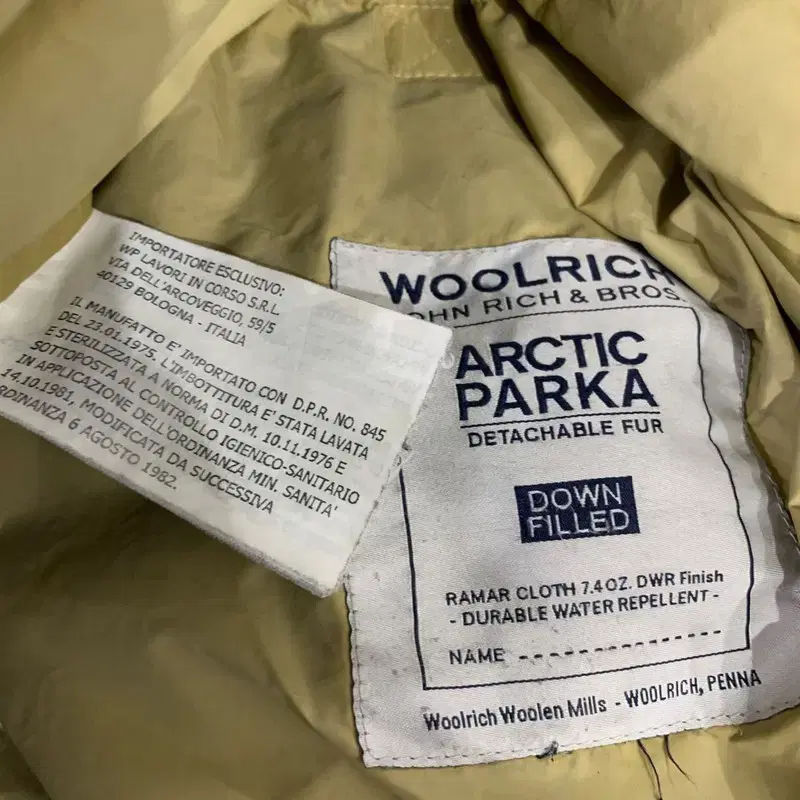 IMPORTATORE ESCLUSIVO:
WP LAVORI IN CORSO S.R.L.
VIA DELL'ARCOVEGGIO, 59/5
40129 BOLOGNA - ITALIA
IL MANUFATTO E' IMPORTATO CON D.P.R. NO. 845
DEL 23.01.1975, L'IMBOTTITURA E' STATA LAVATA
E STERILIZZATA A NORMA DI D.M. 10.11.1976 E
SOTTOPOSTA AL CONTROLLO IGIENICO-SANITARIO
IN APPLICAZIONE DELL'ORDINANZA MIN. SANITA'
14.10.1981, MODIFICATA DA SUCCESSIVA
RDINANZA 6 AGOSTO 1982.
WOOLRICH
OHN RICH & BROS.
ARCTIC
PARKA
DETACHABLE FUR
DOWN
FILLED
RAMAR CLOTH 7.4 OZ. DWR Finish
- DURABLE WATER REPELLENT -
NAME ---------------
Woolrich Woolen Mills - WOOLRICH, PENNA